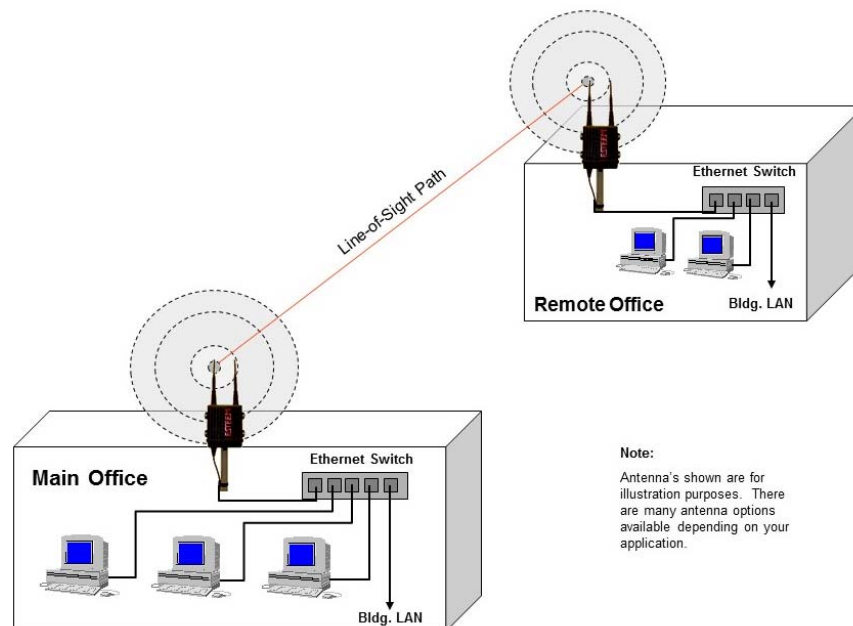 Ethernet Switch
Remote Office
Bldg. LAN
Line-of-Sight Path
Main Office
Ethernet Switch
Bldg. LAN
Note:
Antenna's shown are for
illustration purposes. There
are many antenna options
available depending on your
application.